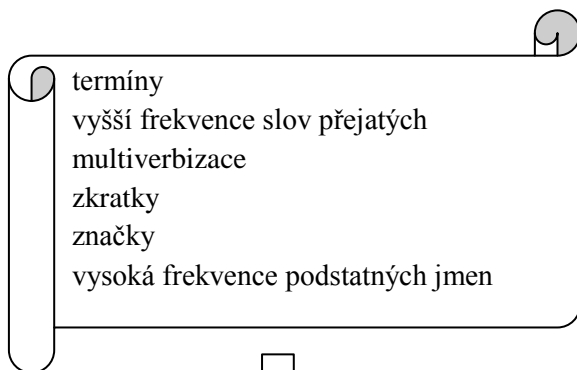 termíny
vyšší frekvence slov přejatých
multiverbizace
zkratky
značky
vysoká frekvence podstatných jmen